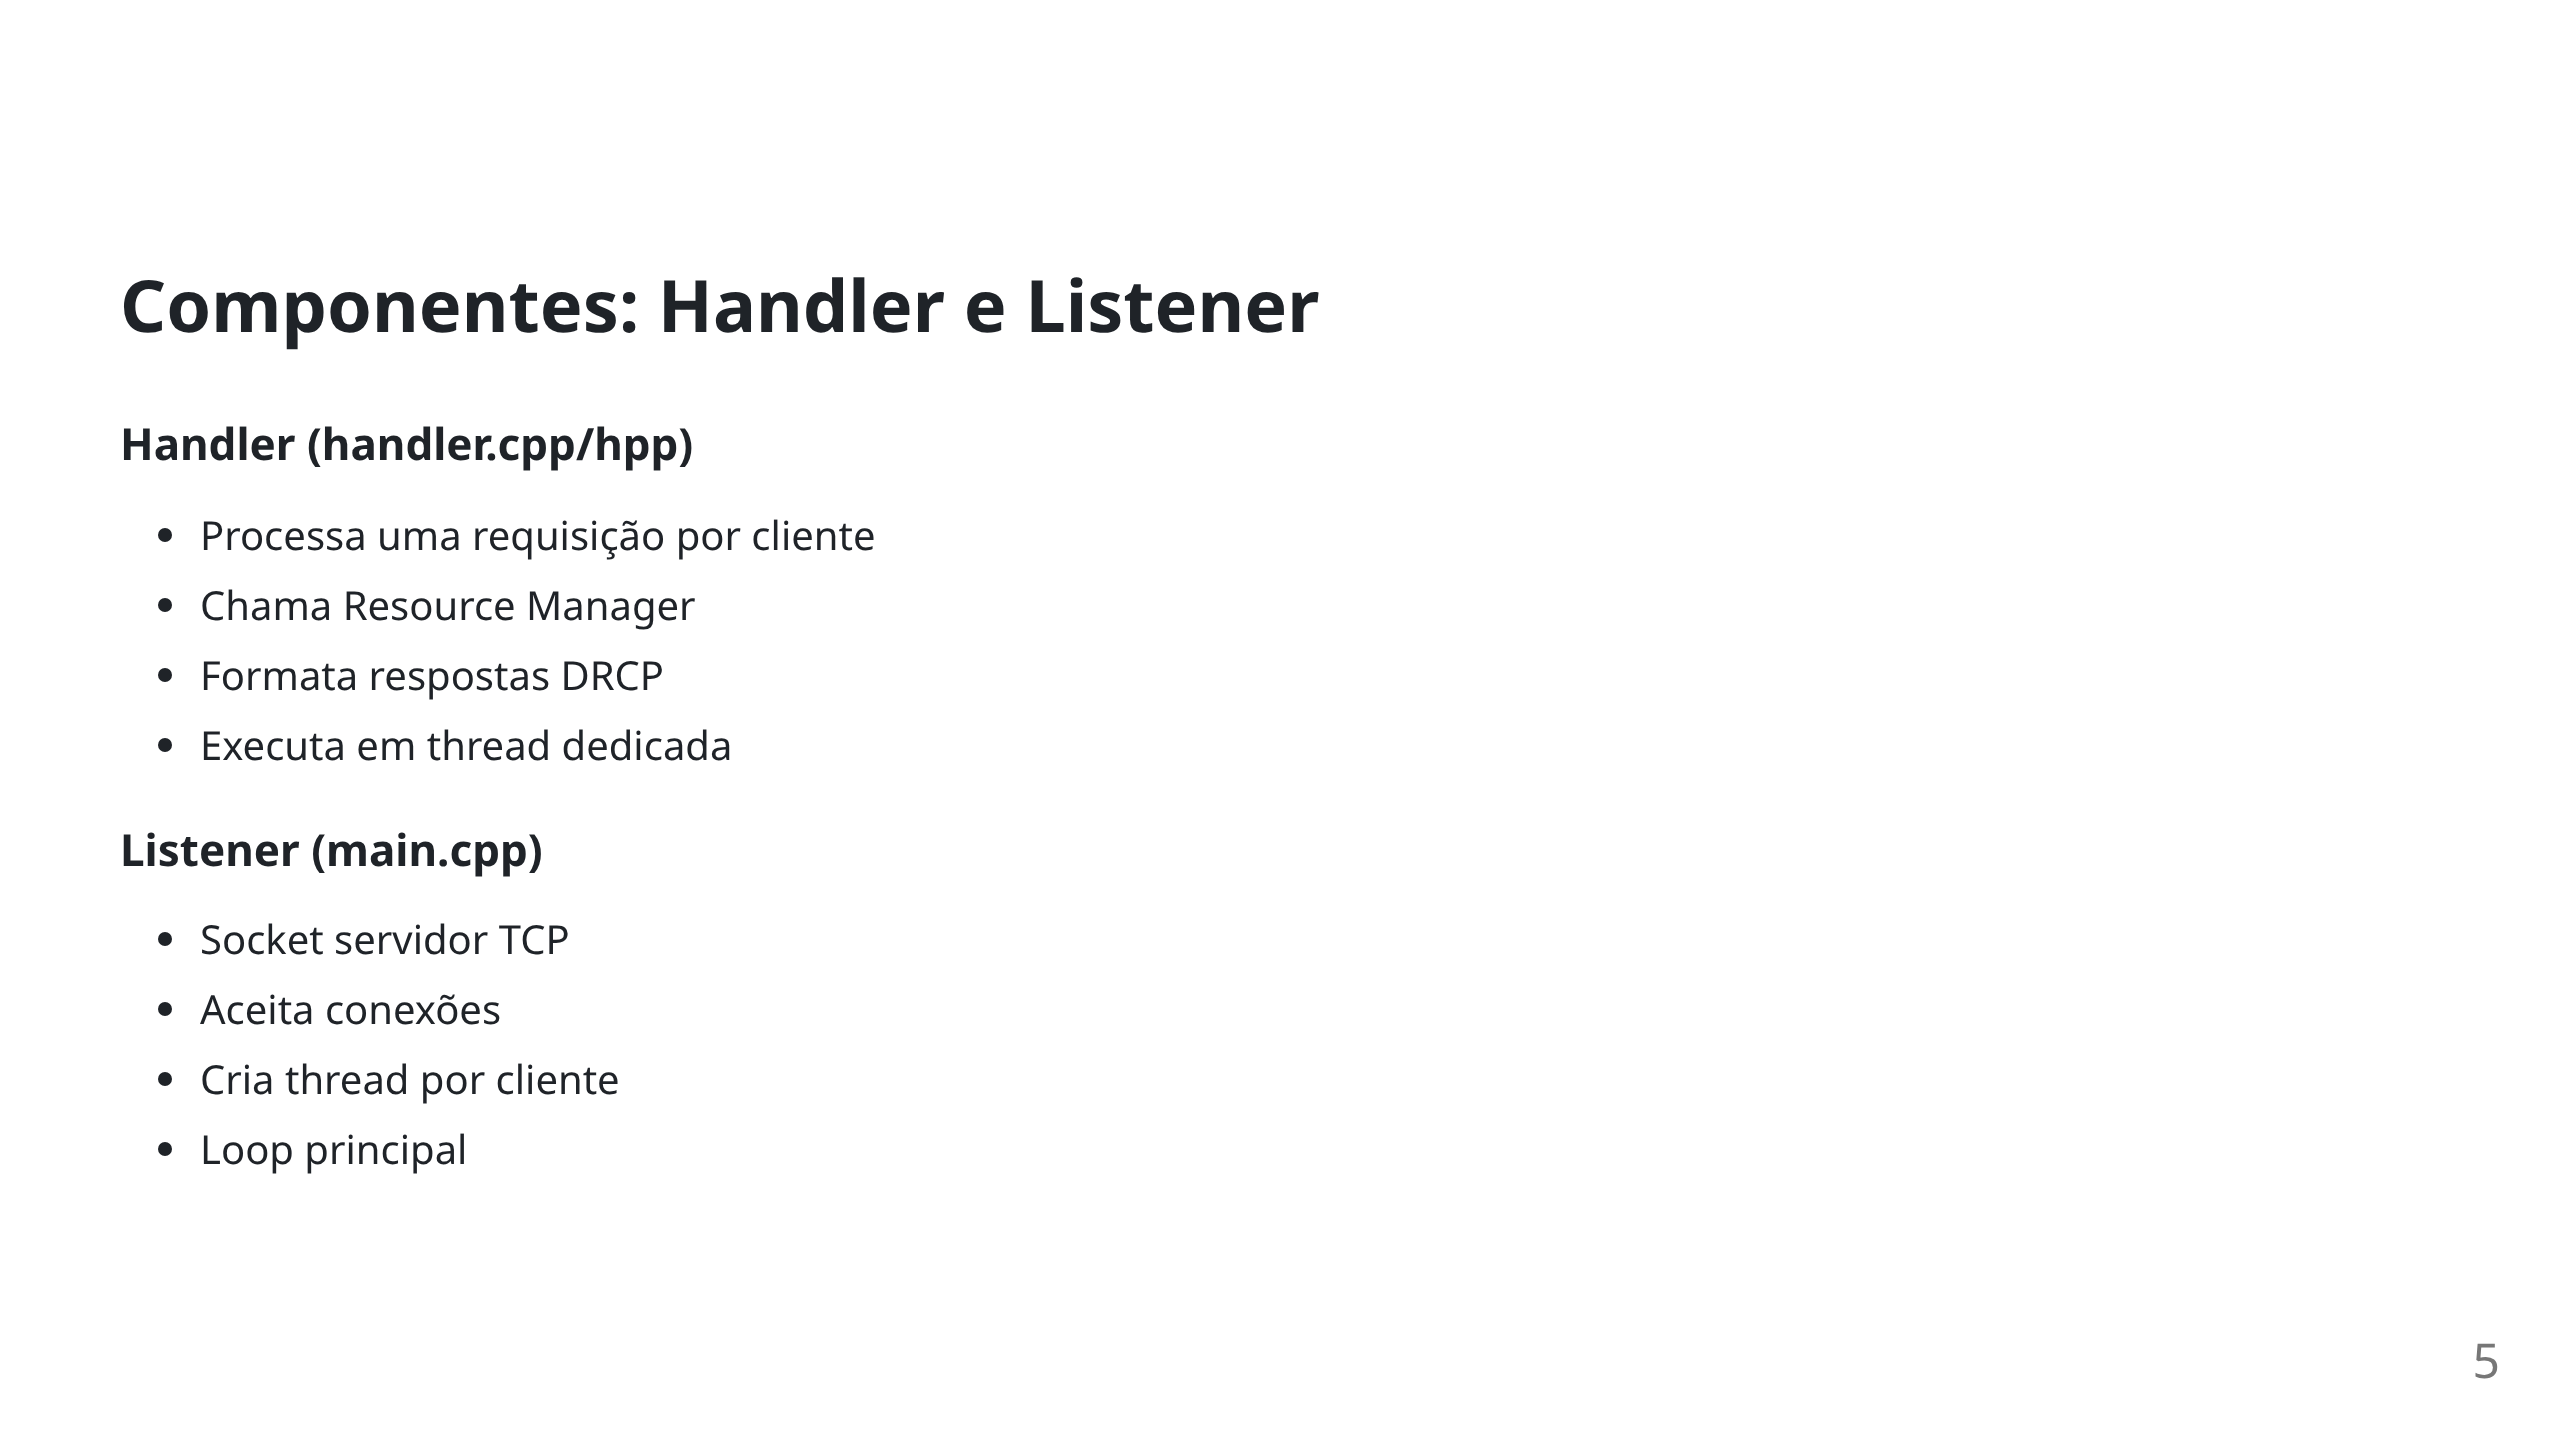 Componentes: Handler e Listener
Handler (handler.cpp/hpp)
Processa uma requisição por cliente
Chama Resource Manager
Formata respostas DRCP
Executa em thread dedicada
Listener (main.cpp)
Socket servidor TCP
Aceita conexões
Cria thread por cliente
Loop principal
5